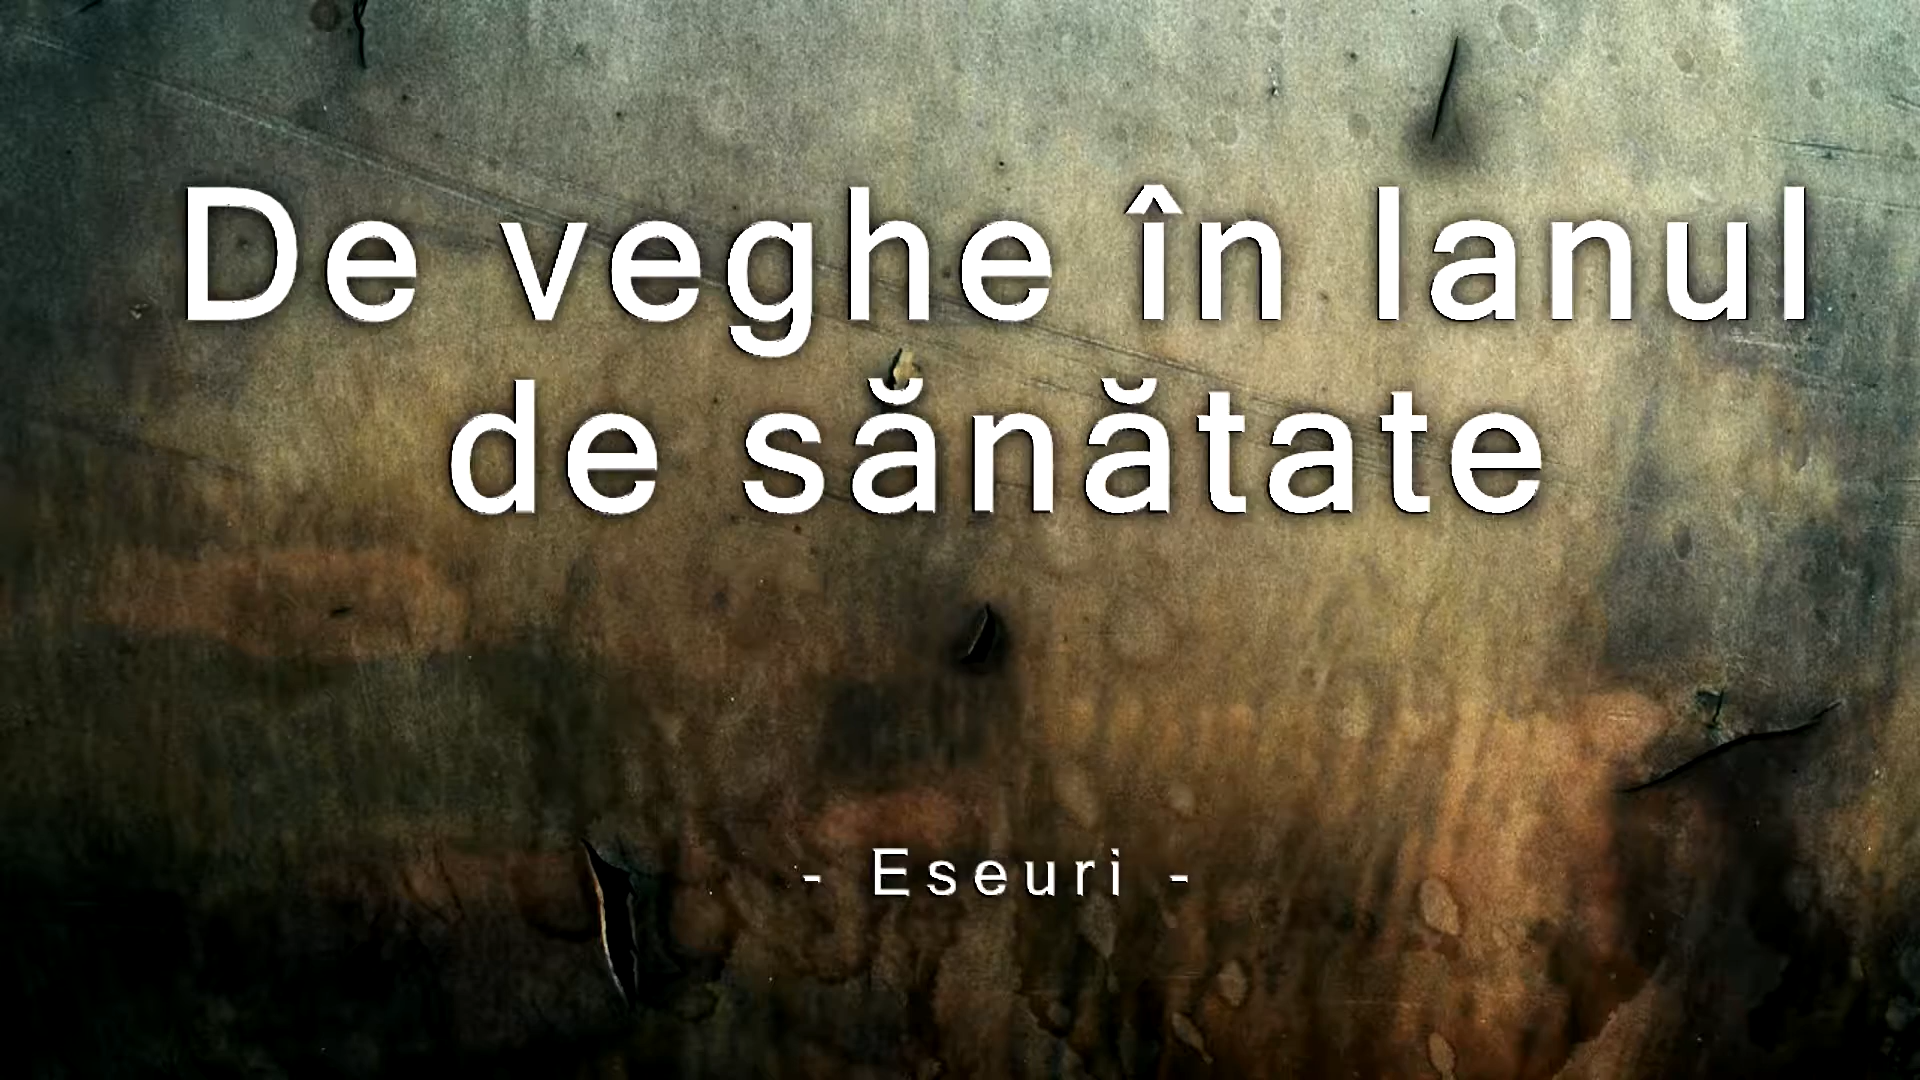 De veghe în lanul
de sănătate
- Eseuri -